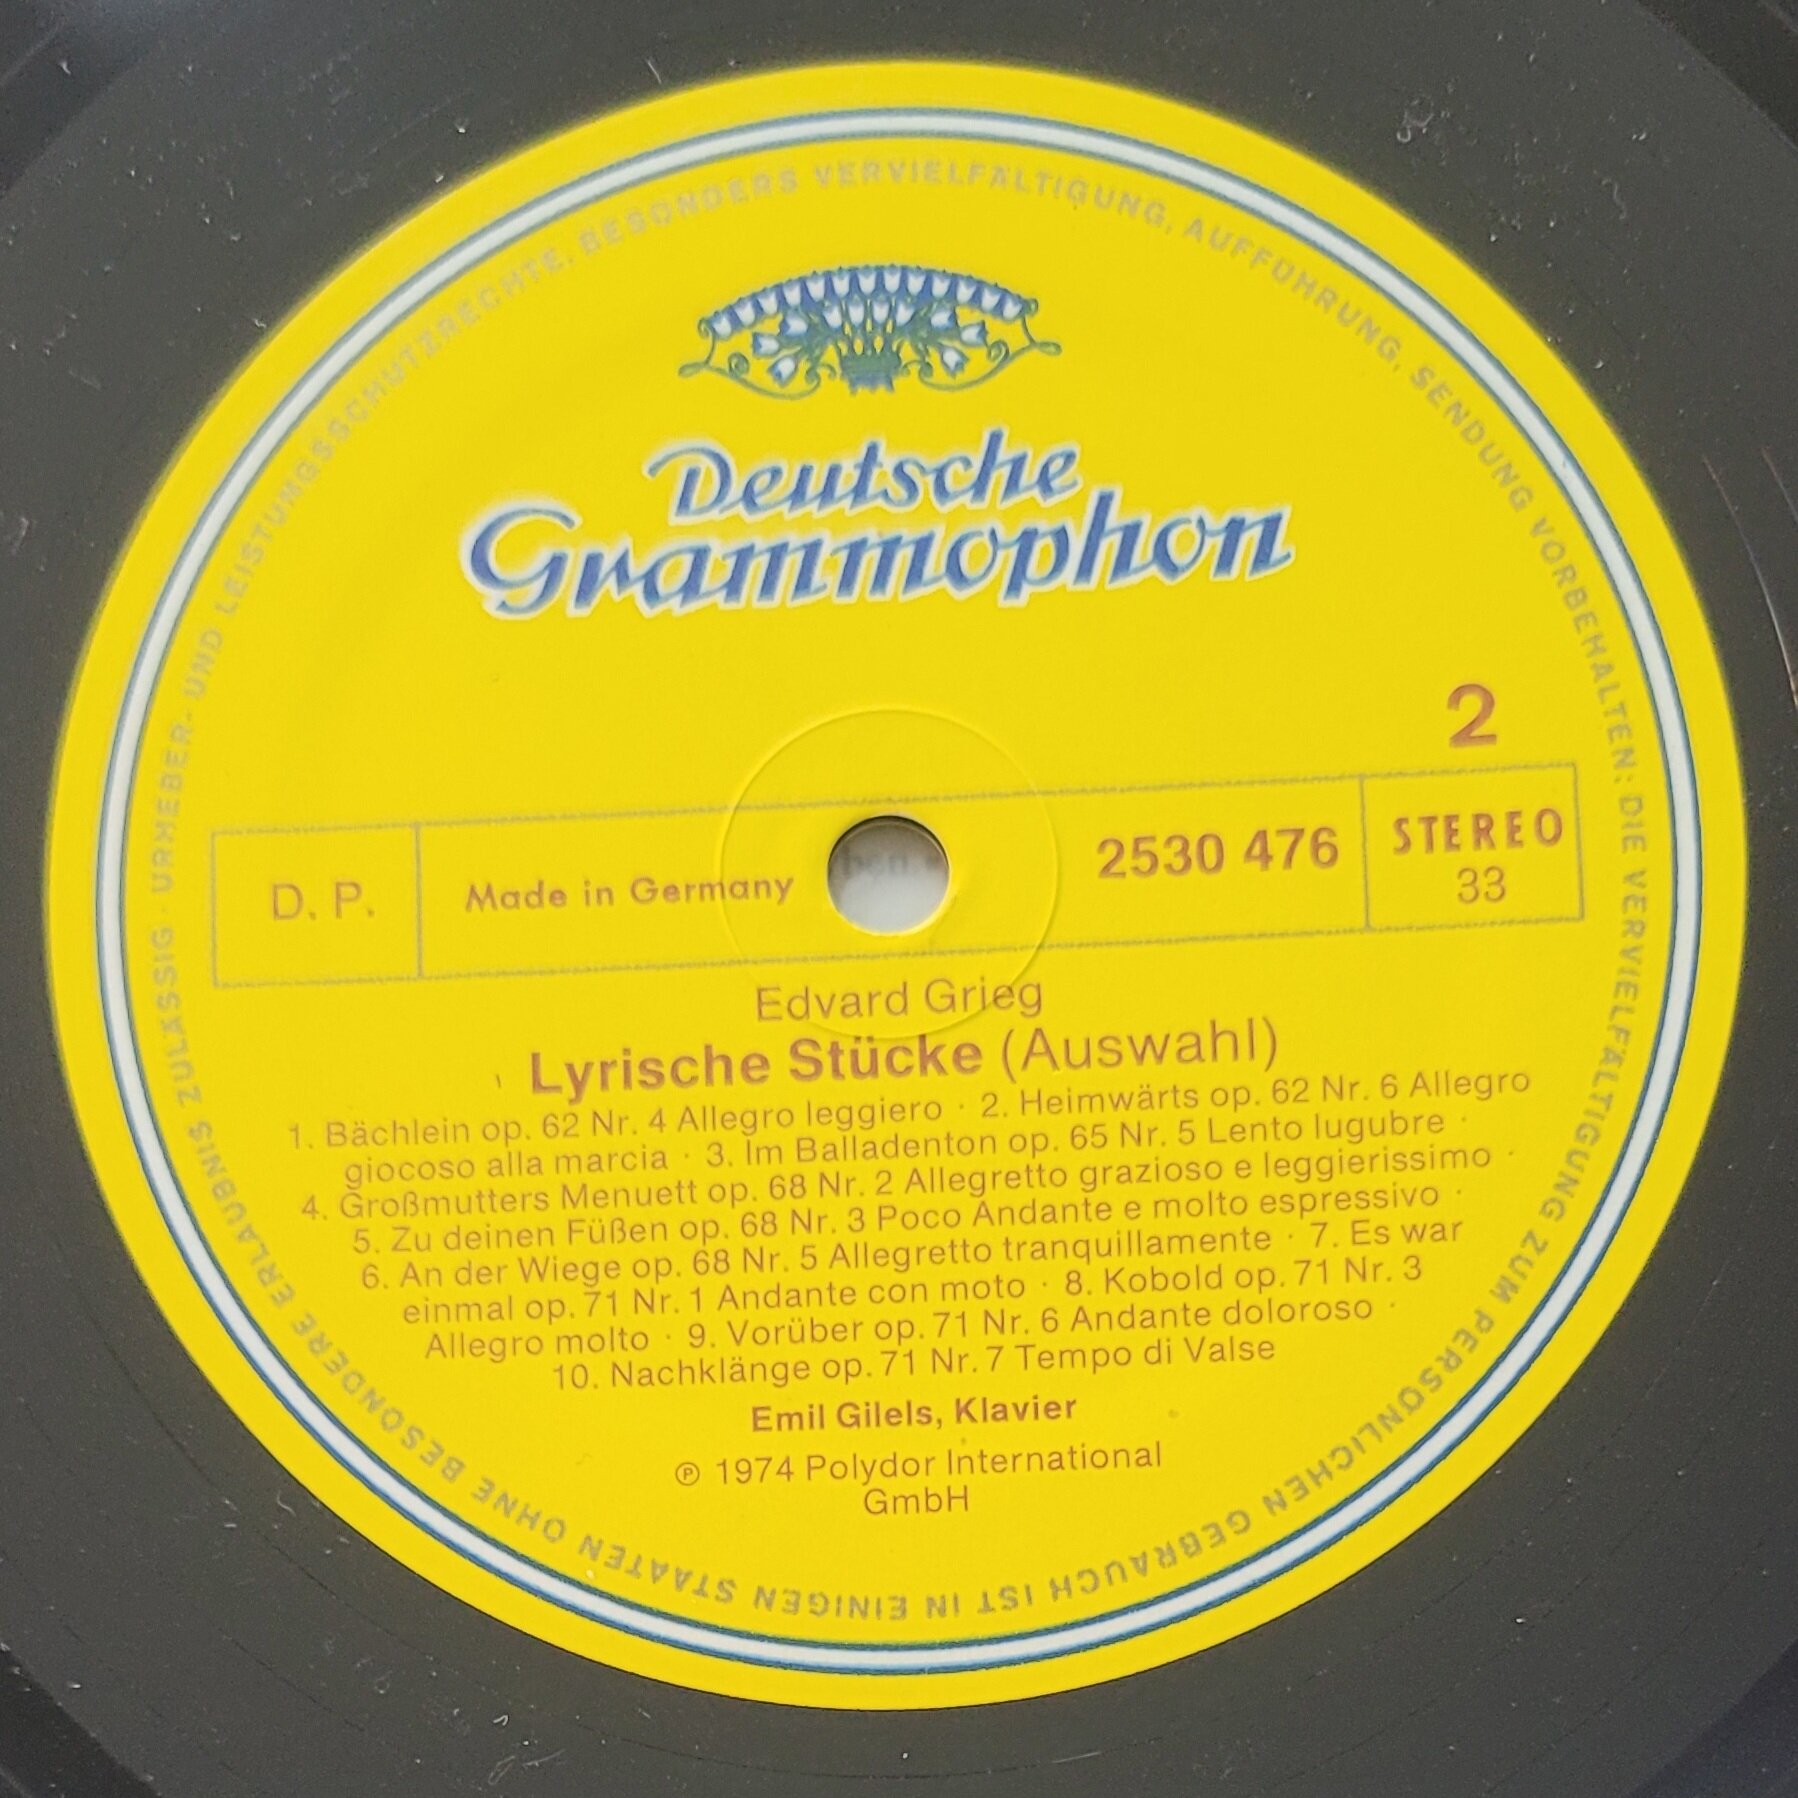 Deutsche
Grammophon
2
D. P.
Made in Germany
2530 476
STEREO
33
Edvard Grieg
Lyrische Stücke (Auswahl)
1. Bächlein op. 62 Nr. 4 Allegro leggiero · 2. Heimwärts op. 62 Nr. 6 Allegro
giocoso alla marcia · 3. Im Balladenton op. 65 Nr. 5 Lento lugubre ·
4. Großmutters Menuett op. 68 Nr. 2 Allegretto grazioso e leggierissimo ·
5. Zu deinen Füßen op. 68 Nr. 3 Poco Andante e molto espressivo ·
6. An der Wiege op. 68 Nr. 5 Allegretto tranquillamente · 7. Es war
einmal op. 71 Nr. 1 Andante con moto · 8. Kobold op. 71 Nr. 3
Allegro molto · 9. Vorüber op. 71 Nr. 6 Andante doloroso ·
10. Nachklänge op. 71 Nr. 7 Tempo di Valse
Emil Gilels, Klavier
℗ 1974 Polydor International
GmbH
URHEBER- UND LEISTUNGSSCHUTZRECHTE, BESONDERS VERVIELFÄLTIGUNG, AUFFÜHRUNG, SENDUNG VORBEHALTEN; DIE VERVIELFÄLTIGUNG ZUM PERSÖNLICHEN GEBRAUCH IST IN EINIGEN STAATEN OHNE BESONDERE ERLAUBNIS ZULÄSSIG ·